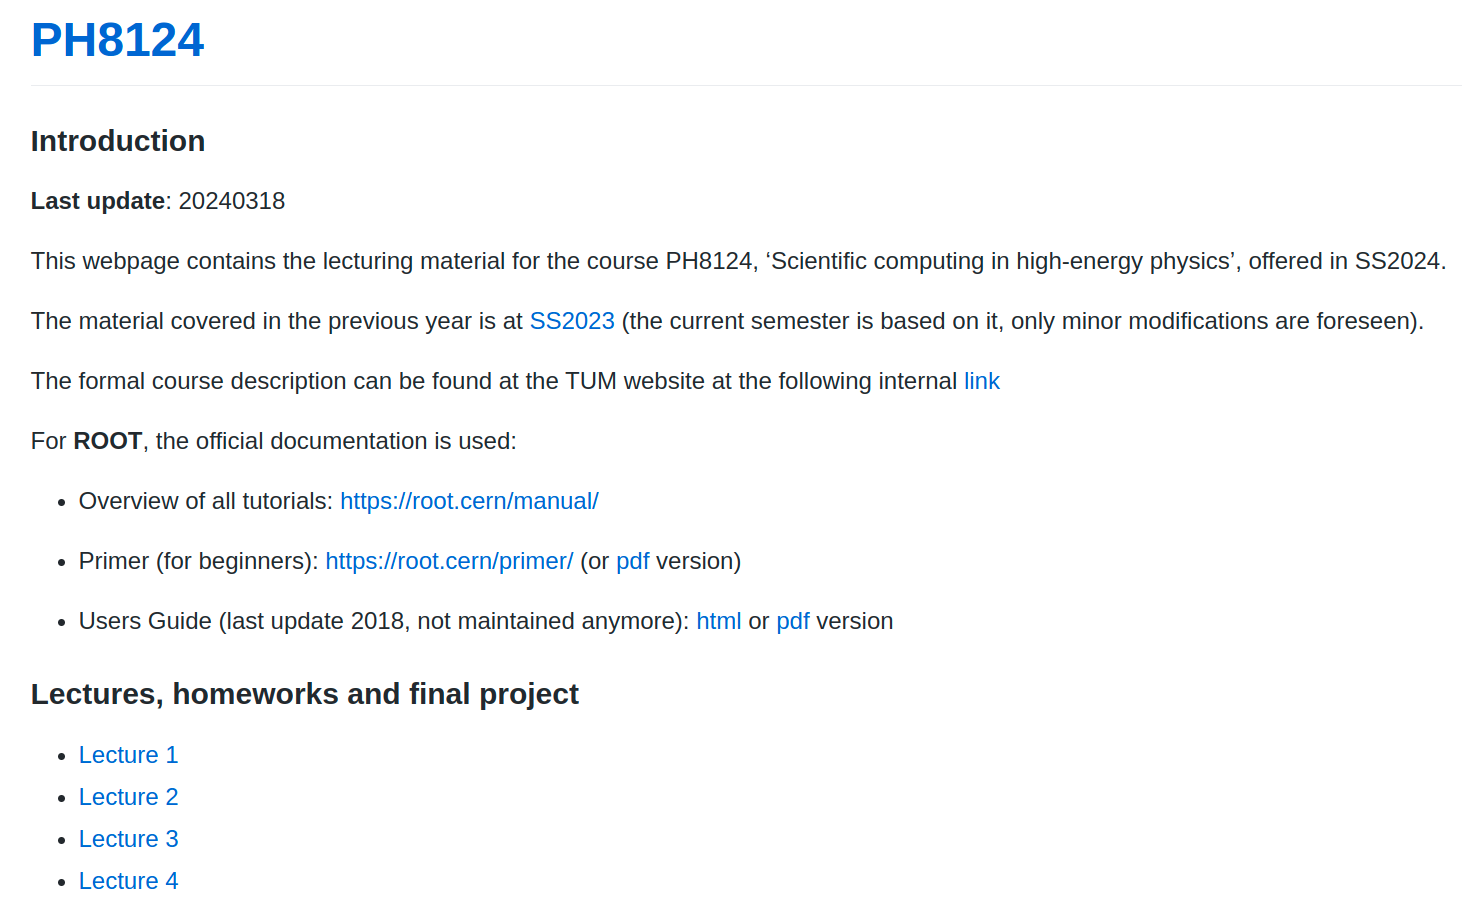 PH8124
Introduction
Last update: 20240318
This webpage contains the lecturing material for the course PH8124, ‘Scientific computing in high-energy physics’, offered in SS2024.
The material covered in the previous year is at SS2023 (the current semester is based on it, only minor modifications are foreseen).
The formal course description can be found at the TUM website at the following internal link
For ROOT, the official documentation is used:
• Overview of all tutorials: https://root.cern/manual/
• Primer (for beginners): https://root.cern/primer/ (or pdf version)
• Users Guide (last update 2018, not maintained anymore): html or pdf version
Lectures, homeworks and final project
• Lecture 1
• Lecture 2
• Lecture 3
• Lecture 4